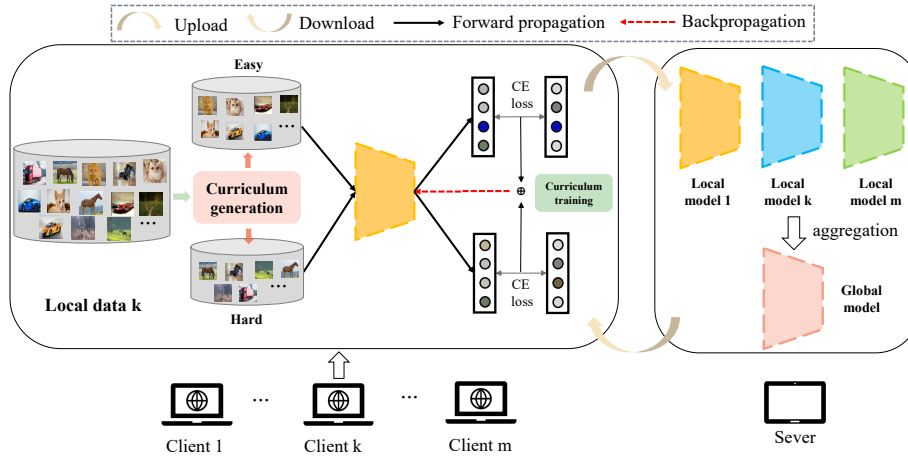 Upload
Download
Forward propagation
Backpropagation
Easy
CE
loss
Curriculum
generation
Curriculum
training
Local
model 1
Local
model k
Local
model m
aggregation
Local data k
Hard
CE
loss
Global
model
...
...
Client 1
Client k
Client m
Sever